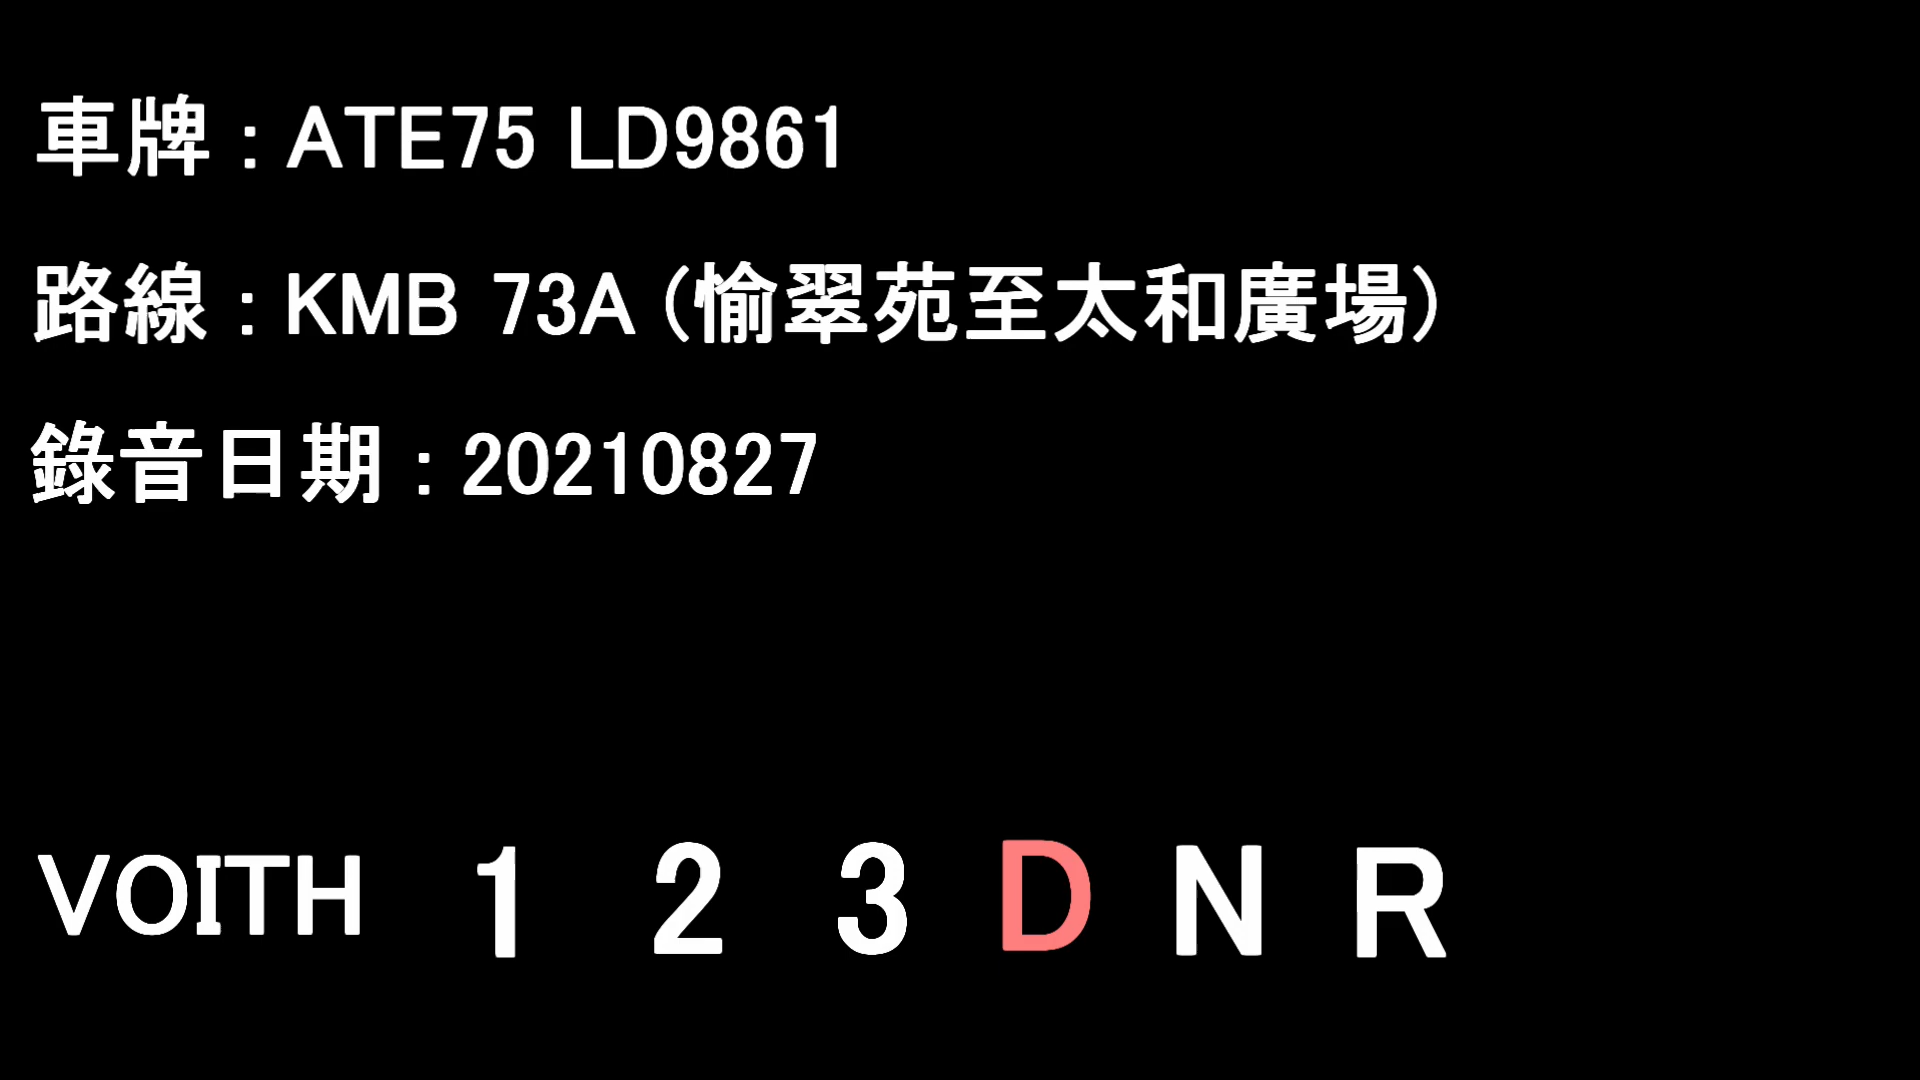 車牌 : ATE75 LD9861
路線 : KMB 73A (愉翠苑至太和廣場)
錄音日期 : 20210827
VOITH 1 2 3 D N R